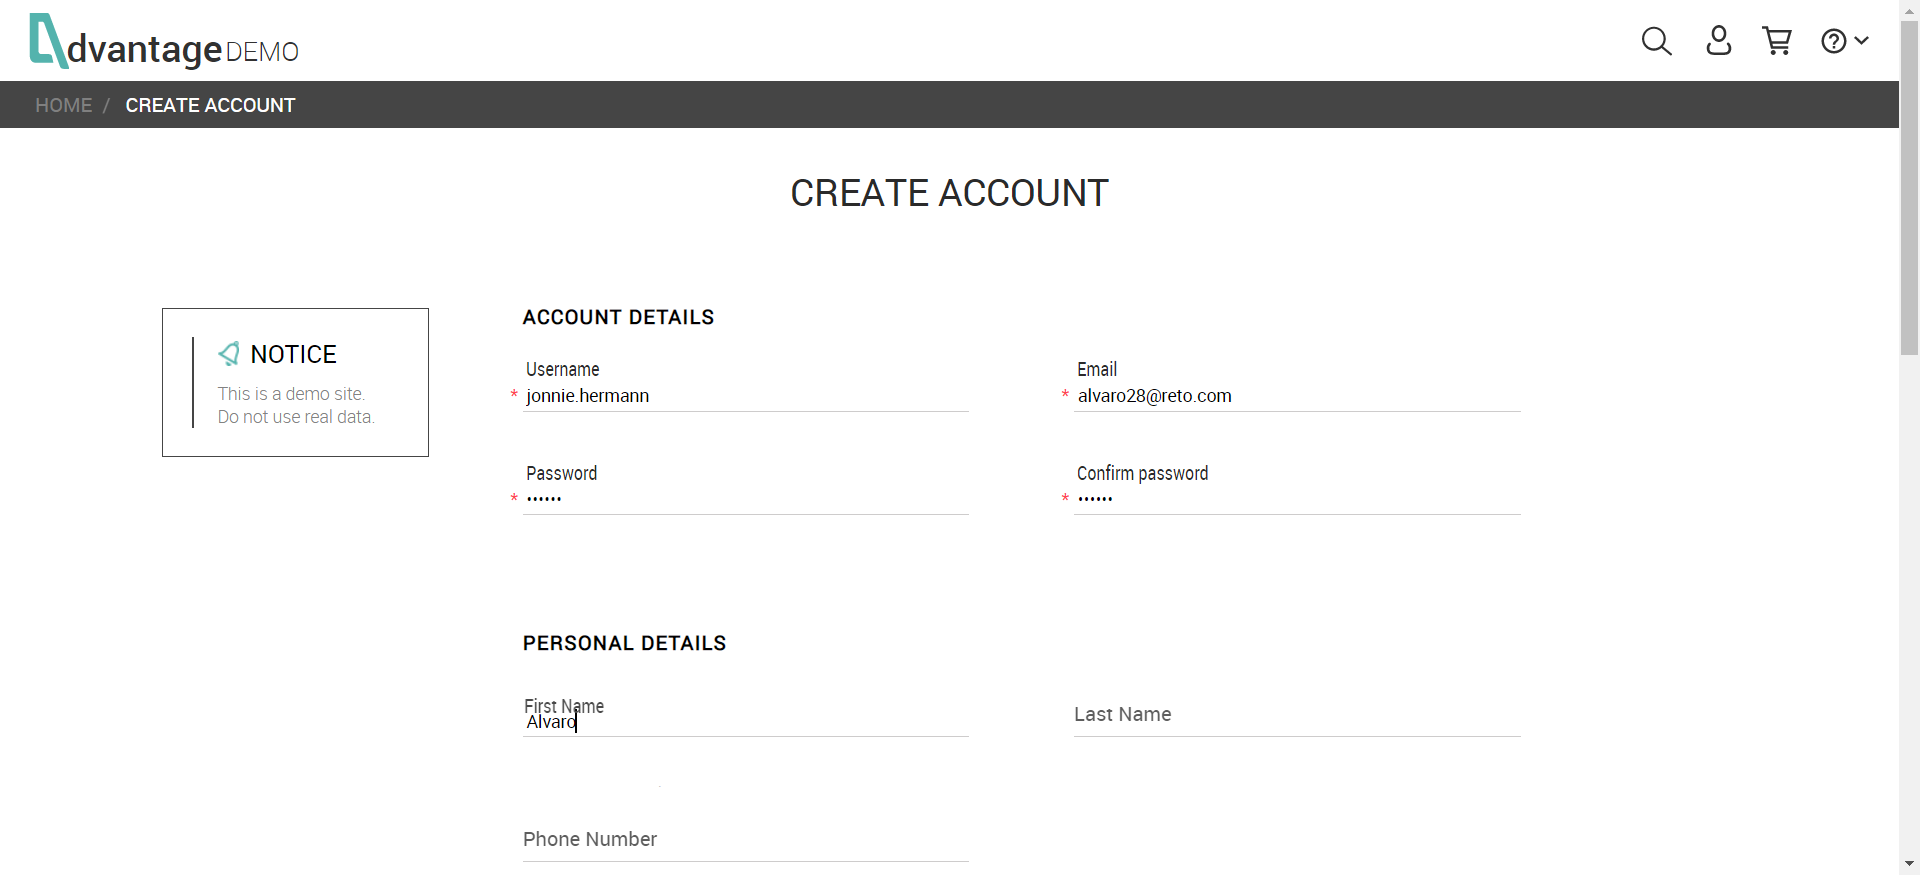 dvantage DEMO
HOME / CREATE ACCOUNT
CREATE ACCOUNT
NOTICE
This is a demo site.
Do not use real data.
ACCOUNT DETAILS
Username
* jonnie.hermann
Email
* alvaro28@reto.com
Password
* ••••••
Confirm password
* ••••••
PERSONAL DETAILS
First Name
Alvaro
Last Name
Phone Number